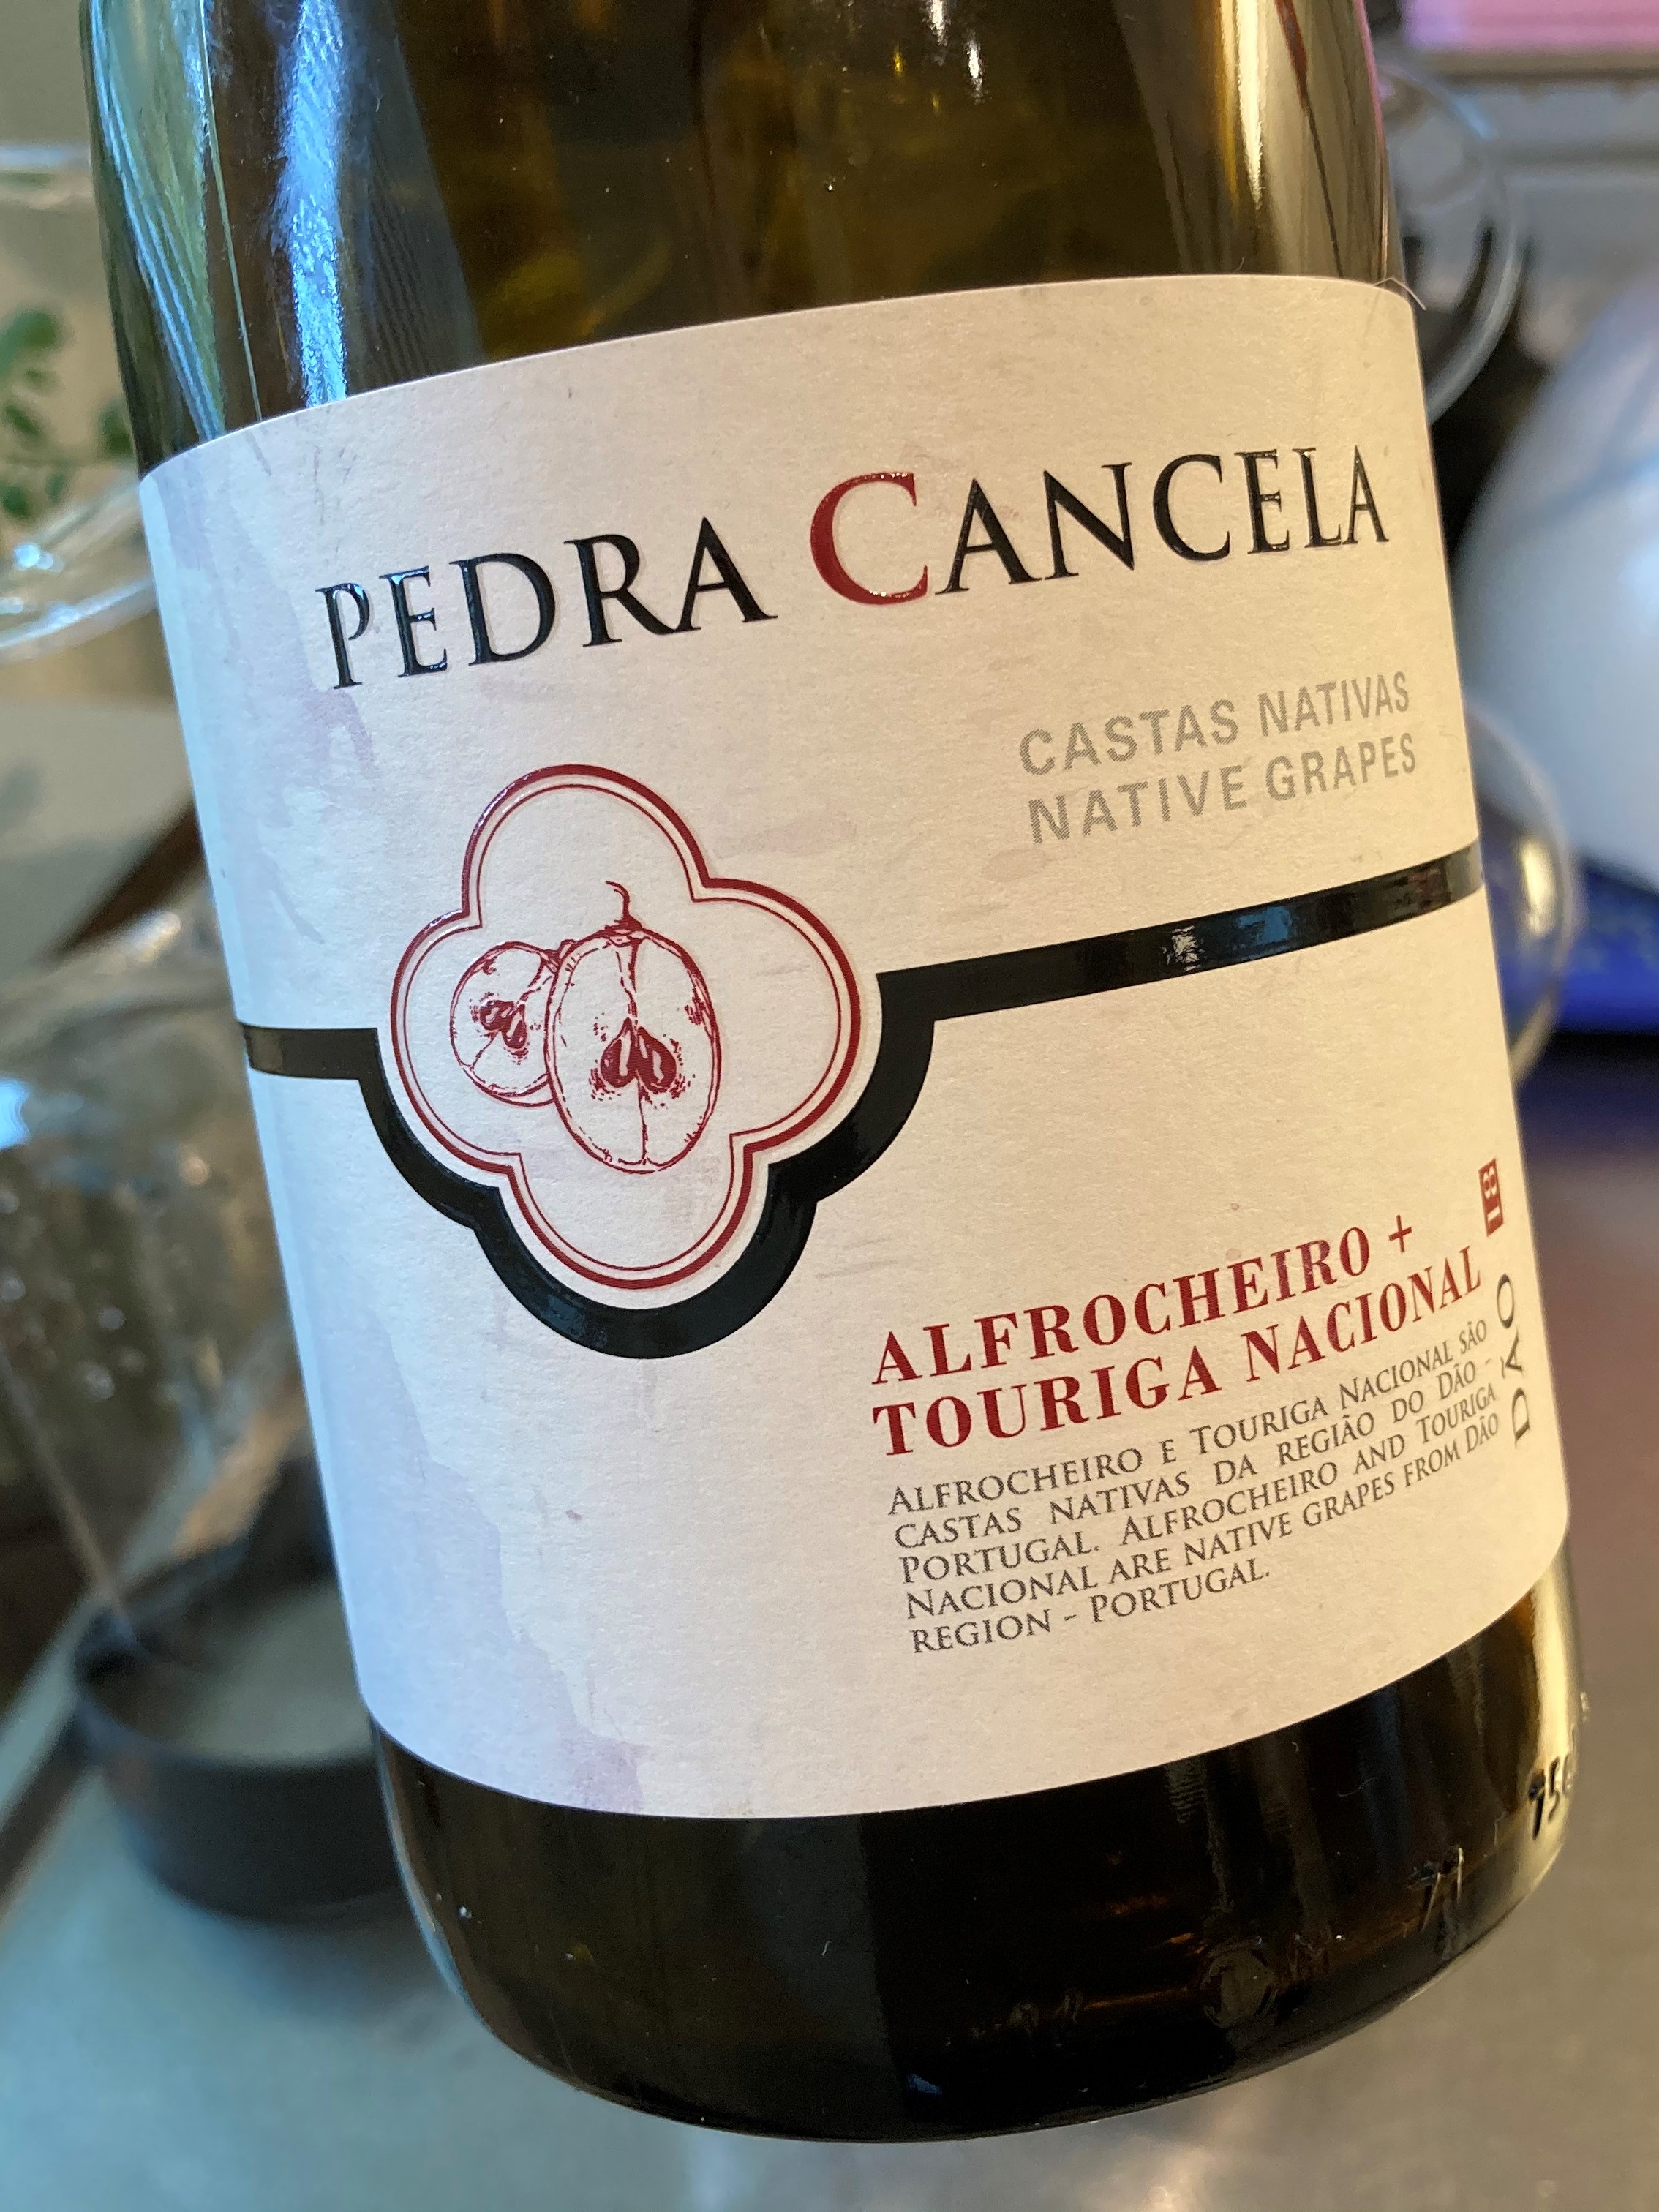 PEDRA CANCELA
CASTAS NATIVAS
NATIVE GRAPES
ALFROCHEIRO +
TOURIGA NACIONAL
ALFROCHEIRO E TOURIGA NACIONAL SÃO
CASTAS NATIVAS DA REGIÃO DO DÃO -
PORTUGAL. ALFROCHEIRO AND TOURIGA
NACIONAL ARE NATIVE GRAPES FROM DÃO
REGION - PORTUGAL.
DÃO
71